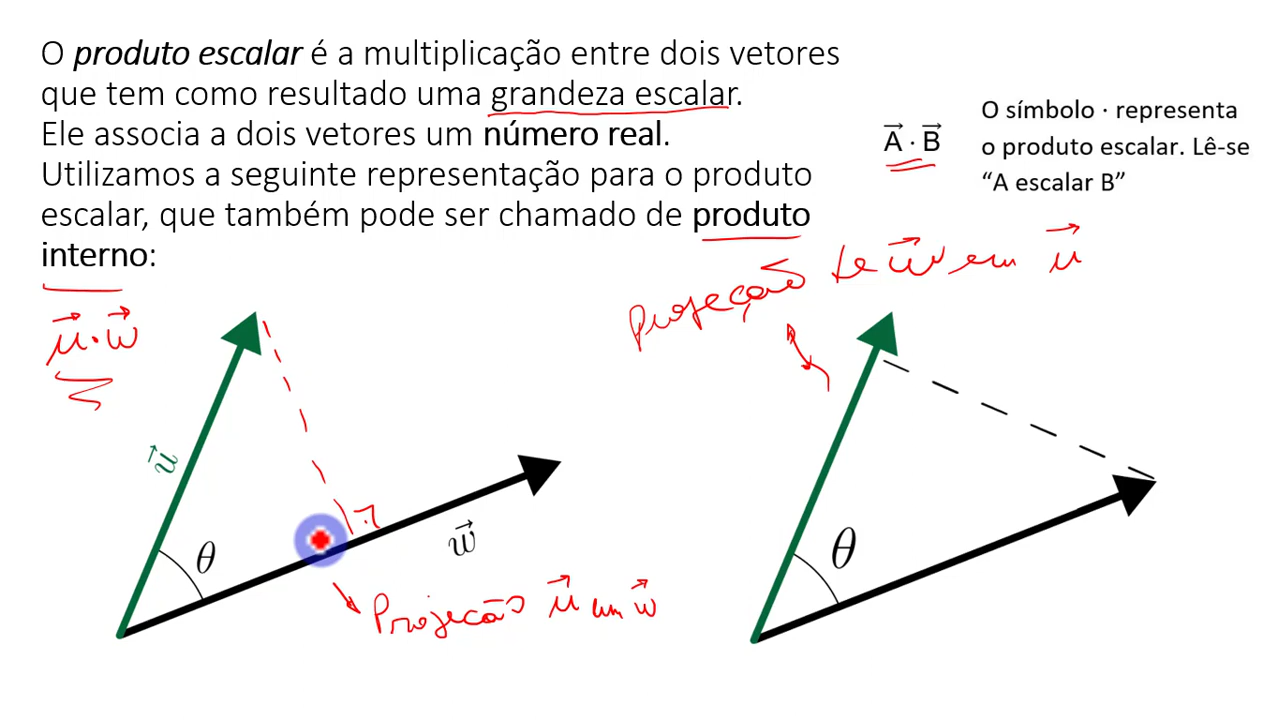 O produto escalar é a multiplicação entre dois vetores
que tem como resultado uma grandeza escalar.
Ele associa a dois vetores um número real.
Utilizamos a seguinte representação para o produto
escalar, que também pode ser chamado de produto
interno:
A⃗ · B⃗
O símbolo · representa
o produto escalar. Lê-se
“A escalar B”
Projeção de w⃗ em u⃗
u⃗ · w⃗
u⃗
θ
w⃗
Projeção u⃗ em w⃗
θ